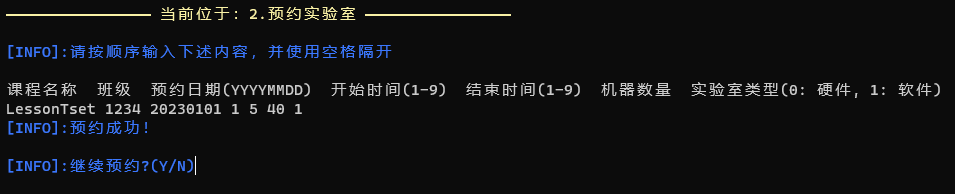 当前位于: 2.预约实验室
[INFO]:请按顺序输入下述内容, 并使用空格隔开
课程名称 班级 预约日期(YYYYMMDD) 开始时间(1-9) 结束时间(1-9) 机器数量 实验室类型(0: 硬件, 1: 软件)
LessonTset 1234 20230101 1 5 40 1
[INFO]:预约成功!
[INFO]:继续预约?(Y/N)